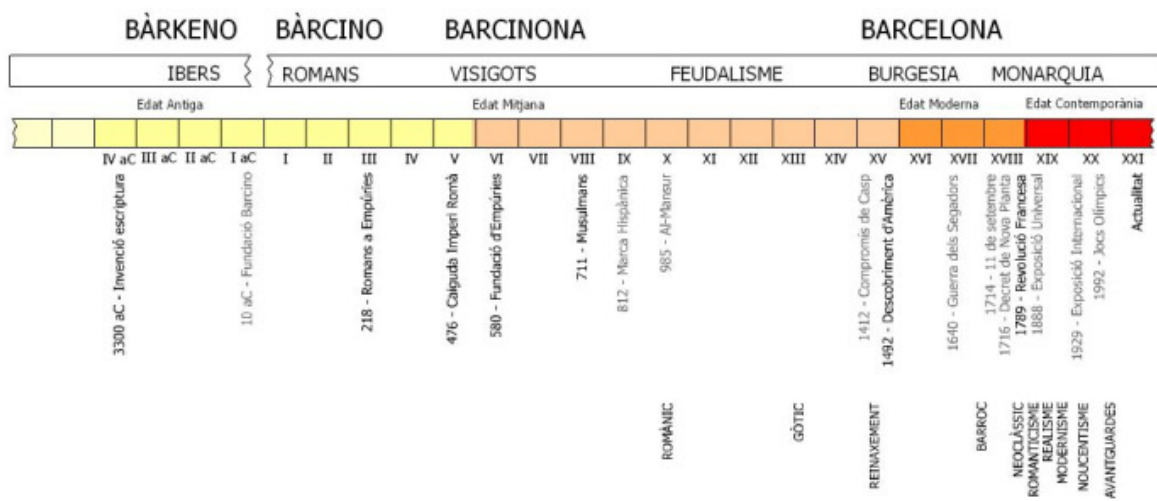 BÀRKENO BÀRCINO BARCINONA BARCELONA
IBERS ROMANS VISIGOTS FEUDALISME BURGESIA MONARQUIA
Edat Antiga Edat Mitjana Edat Moderna Edat Contemporània
IV aC III aC II aC I aC I II III IV V VI VII VIII IX X XI XII XIII XIV XV XVI XVII XVIII XIX XX XXI
3300 aC - Invenció escriptura
10 aC - Fundació Barcino
218 - Romans a Empúries
476 - Caiguda Imperi Romà
580 - Fundació d'Empúries
711 - Musulmans
812 - Marca Hispànica
985 - Al-Mansur
1412 - Compromís de Casp
1492 - Descobriment d'Amèrica
1640 - Guerra dels Segadors
1714 - 11 de setembre
1716 - Decret de Nova Planta
1789 - Revolució Francesa
1888 - Exposició Universal
1929 - Exposició Internacional
1992 - Jocs Olímpics
Actualitat
ROMÀNIC
GÒTIC
REINAXEMENT
BARROC
NEOCLÀSSIC
ROMANTICISME
REALISME
MODERNISME
NOUCENTISME
AVANTGUARDES